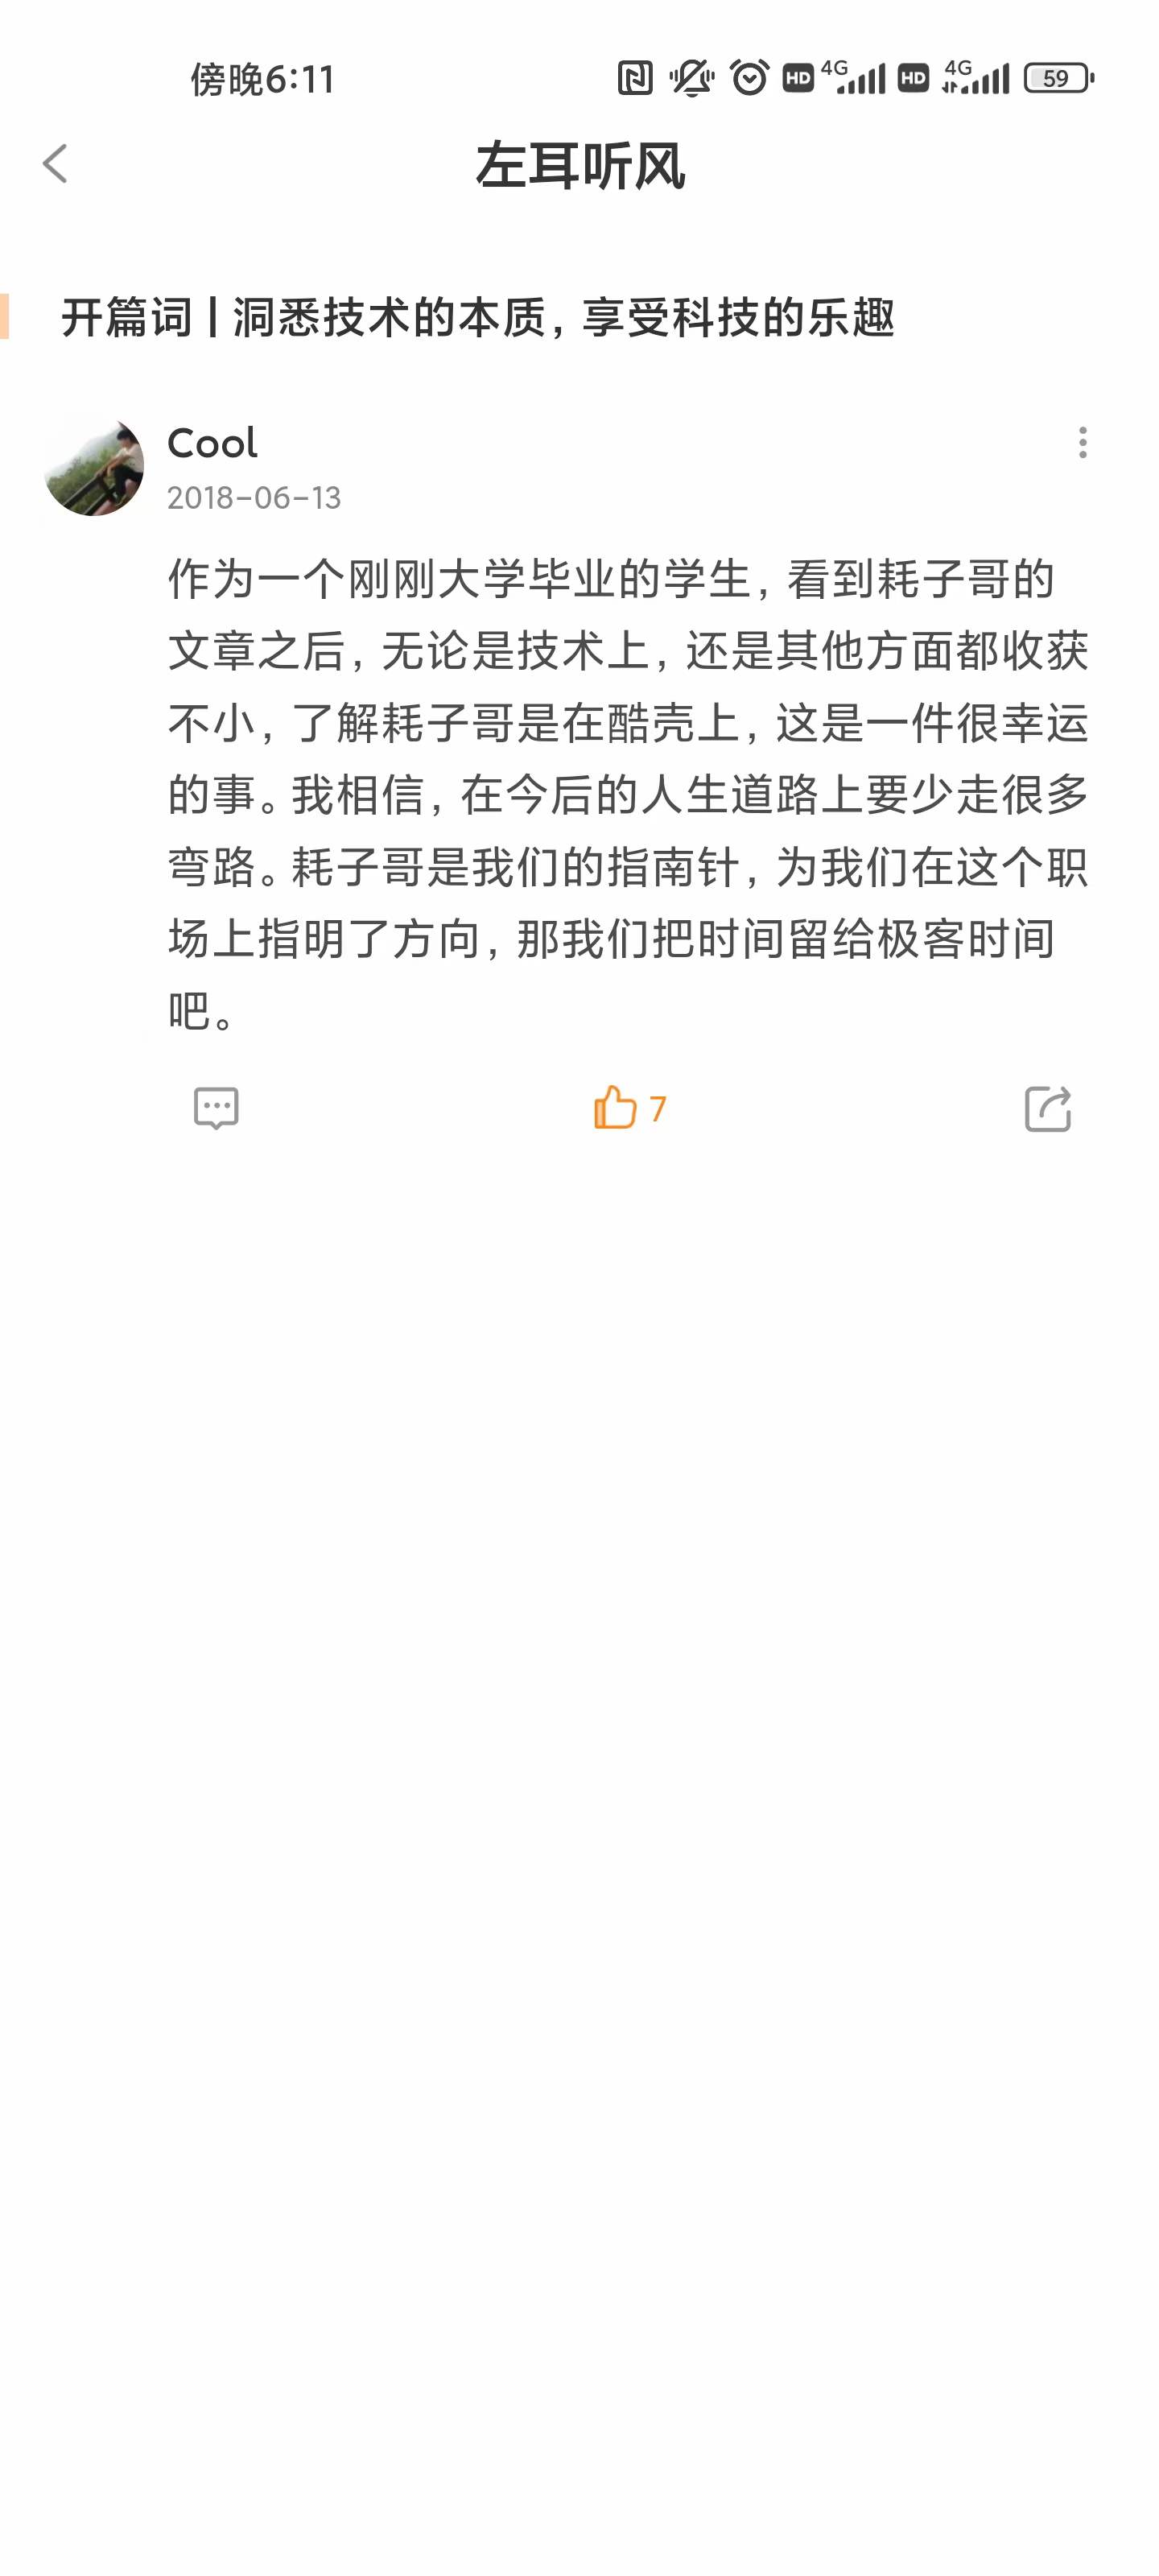 傍晚6:11 HD 4G HD 4G 59
左耳听风
开篇词 | 洞悉技术的本质，享受科技的乐趣
Cool
2018-06-13
作为一个刚刚大学毕业的学生，看到耗子哥的
文章之后，无论是技术上，还是其他方面都收获
不小，了解耗子哥是在酷壳上，这是一件很幸运
的事。我相信，在今后的人生道路上要少走很多
弯路。耗子哥是我们的指南针，为我们在这个职
场上指明了方向，那我们把时间留给极客时间
吧。
7